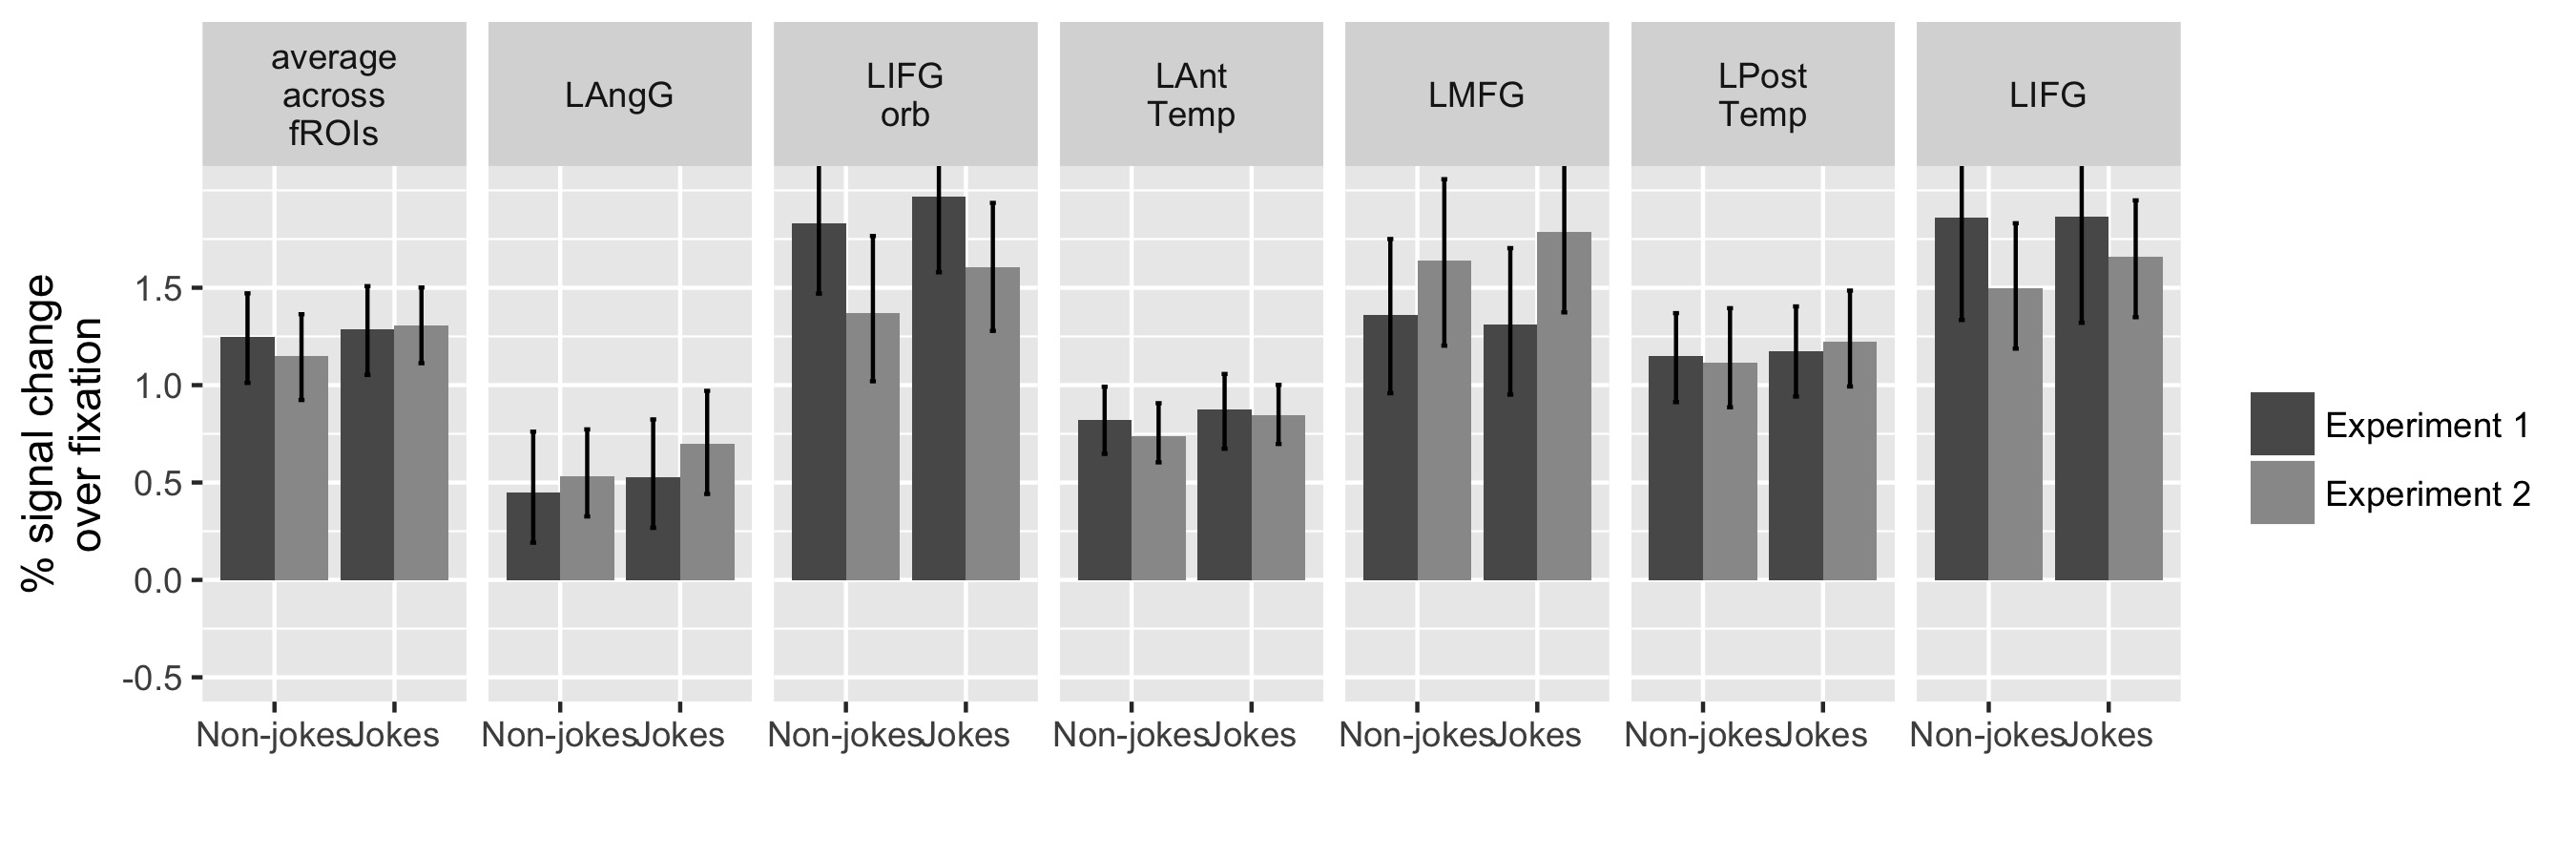 average
across
fROIs
LAngG
LIFG
orb
LAnt
Temp
LMFG
LPost
Temp
LIFG
% signal change
over fixation
1.5
1.0
0.5
0.0
-0.5
Non-jokes Jokes Non-jokes Jokes Non-jokes Jokes Non-jokes Jokes Non-jokes Jokes Non-jokes Jokes Non-jokes Jokes
Experiment 1
Experiment 2